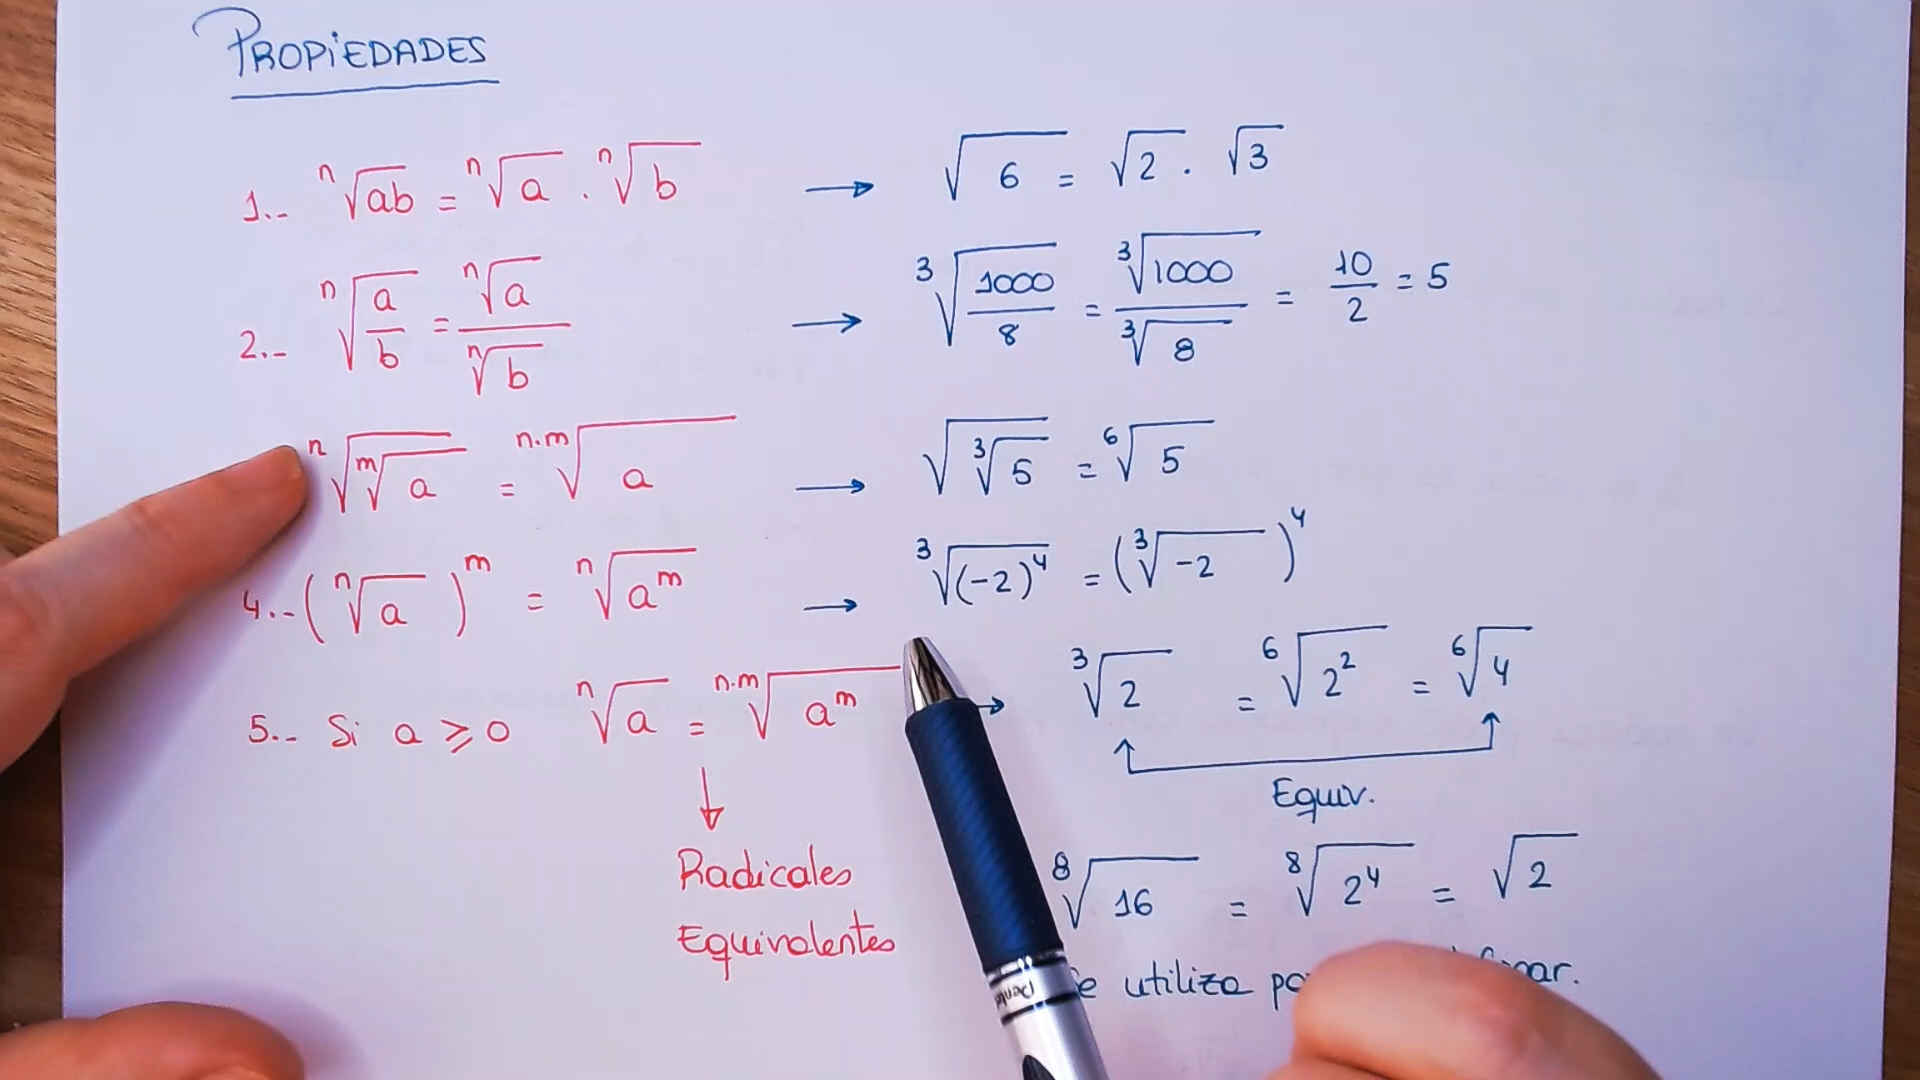 PROPIEDADES
1.- ⁿ√ab = ⁿ√a · ⁿ√b → √6 = √2 · √3
2.- ⁿ√(a/b) = ⁿ√a / ⁿ√b → ³√(1000/8) = ³√1000 / ³√8 = 10/2 = 5
ⁿ√(ᵐ√a) = ⁿ·ᵐ√a → √(³√5) = ⁶√5
4.- (ⁿ√a)ᵐ = ⁿ√aᵐ → ³√(-2)⁴ = (³√-2)⁴
5.- Si a ⩾ 0 ⁿ√a = ⁿ·ᵐ√aᵐ → ³√2 = ⁶√2² = ⁶√4
Equiv.
↓
Radicales
Equivalentes
⁸√16 = ⁸√2⁴ = √2
utiliza